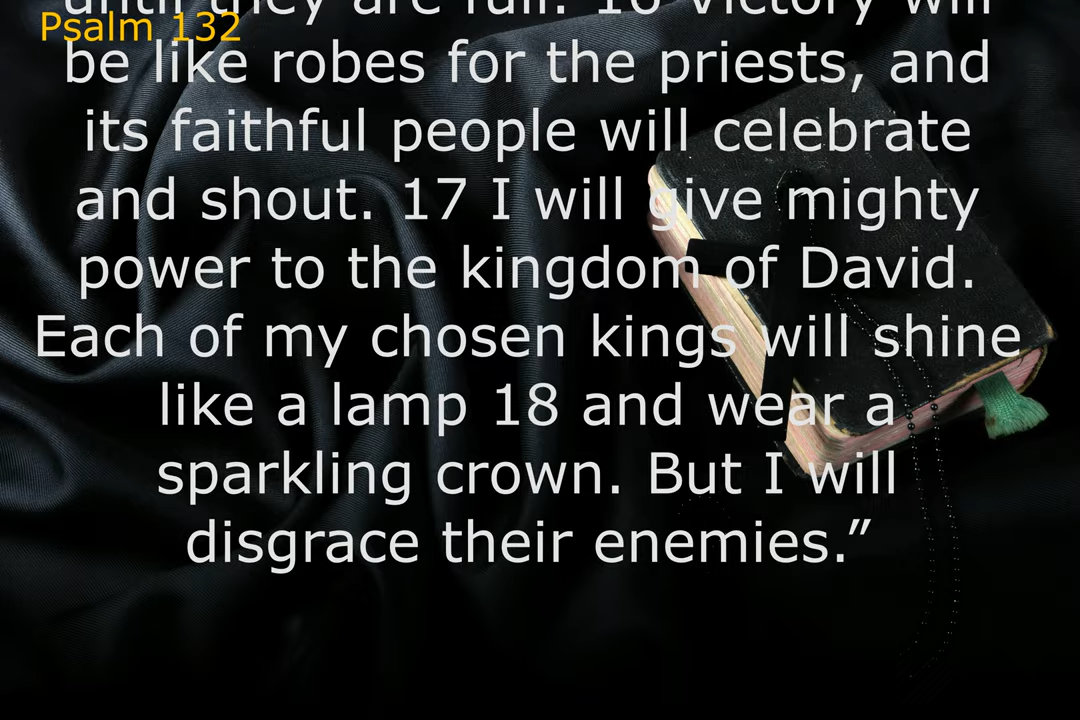 until they are full. 16 Victory will
Psalm 132
be like robes for the priests, and
its faithful people will celebrate
and shout. 17 I will give mighty
power to the kingdom of David.
Each of my chosen kings will shine
like a lamp 18 and wear a
sparkling crown. But I will
disgrace their enemies.”